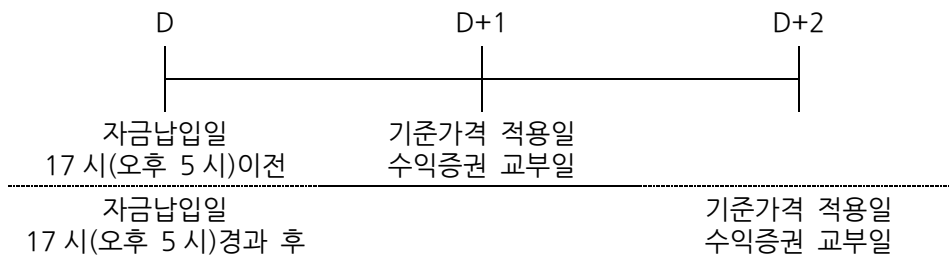 D D+1 D+2
자금납입일 기준가격 적용일
17 시(오후 5 시)이전 수익증권 교부일
자금납입일 기준가격 적용일
17 시(오후 5 시)경과 후 수익증권 교부일